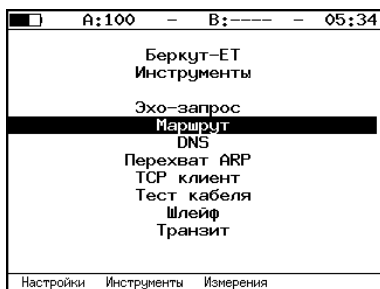 A:100 – B:---- – 05:34
Беркут-ET
Инструменты
Эхо-запрос
Маршрут
DNS
Перехват ARP
TCP клиент
Тест кабеля
Шлейф
Транзит
Настройки Инструменты Измерения